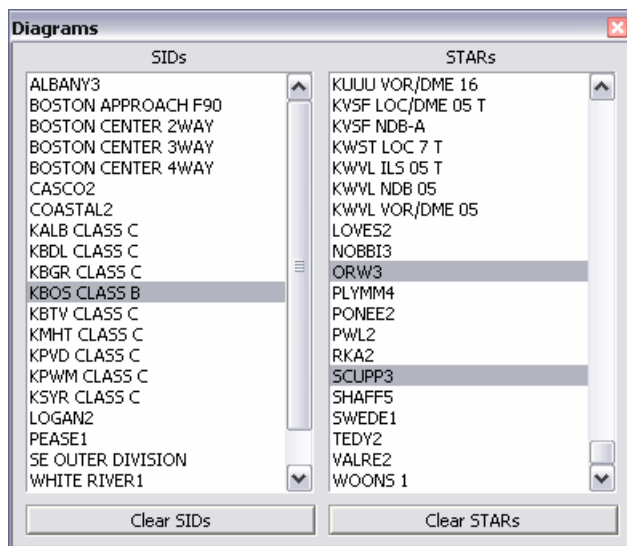 Diagrams
SIDs
ALBANY3
BOSTON APPROACH F90
BOSTON CENTER 2WAY
BOSTON CENTER 3WAY
BOSTON CENTER 4WAY
CASCO2
COASTAL2
KALB CLASS C
KBDL CLASS C
KBGR CLASS C
KBOS CLASS B
KBTV CLASS C
KMHT CLASS C
KPVD CLASS C
KPWM CLASS C
KSYR CLASS C
LOGAN2
PEASE1
SE OUTER DIVISION
WHITE RIVER1
Clear SIDs
STARs
KUUU VOR/DME 16
KVSF LOC/DME 05 T
KVSF NDB-A
KWST LOC 7 T
KWVL ILS 05 T
KWVL NDB 05
KWVL VOR/DME 05
LOVES2
NOBBI3
ORW3
PLYMM4
PONEE2
PWL2
RKA2
SCUPP3
SHAFF5
SWEDE1
TEDY2
VALRE2
WOONS 1
Clear STARs